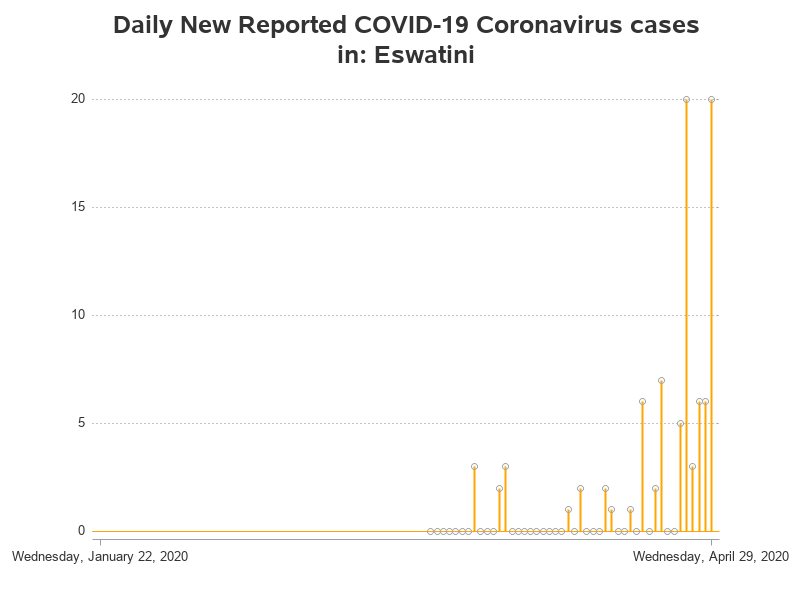 Daily New Reported COVID-19 Coronavirus cases
in: Eswatini
20
15
10
5
0
Wednesday, January 22, 2020
Wednesday, April 29, 2020